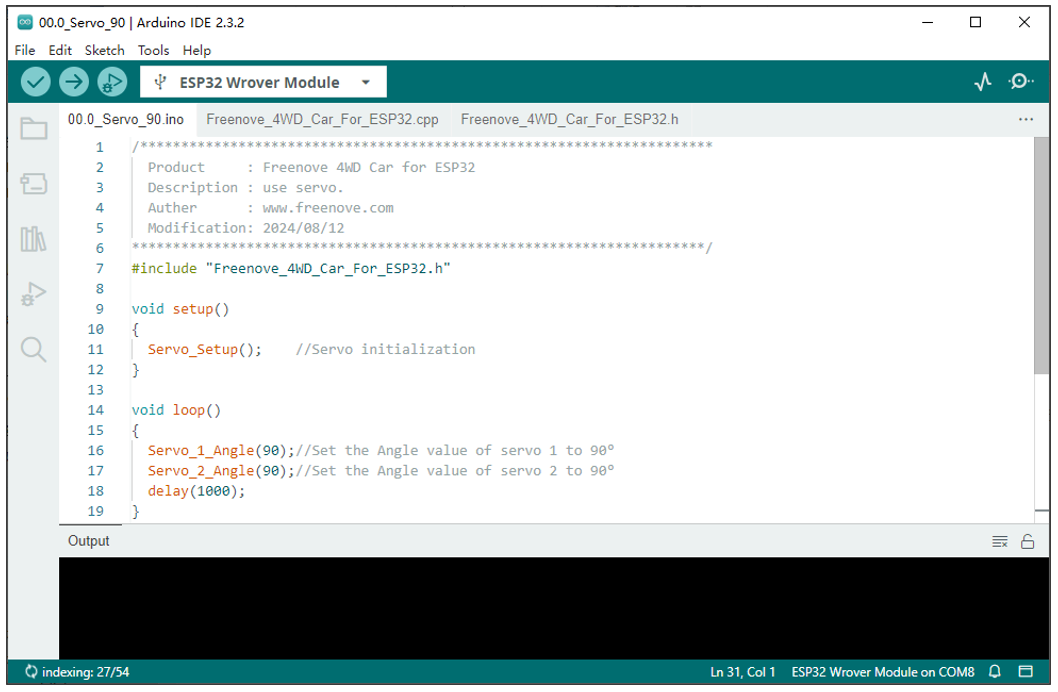 00.0_Servo_90 | Arduino IDE 2.3.2
File Edit Sketch Tools Help
ESP32 Wrover Module
00.0_Servo_90.ino Freenove_4WD_Car_For_ESP32.cpp Freenove_4WD_Car_For_ESP32.h ...
1 /**********************************************************************
2 Product : Freenove 4WD Car for ESP32
3 Description : use servo.
4 Auther : www.freenove.com
5 Modification: 2024/08/12
6 **********************************************************************/
7 #include "Freenove_4WD_Car_For_ESP32.h"
8
9 void setup()
10 {
11 Servo_Setup(); //Servo initialization
12 }
13
14 void loop()
15 {
16 Servo_1_Angle(90);//Set the Angle value of servo 1 to 90°
17 Servo_2_Angle(90);//Set the Angle value of servo 2 to 90°
18 delay(1000);
19 }
Output
indexing: 27/54 Ln 31, Col 1 ESP32 Wrover Module on COM8